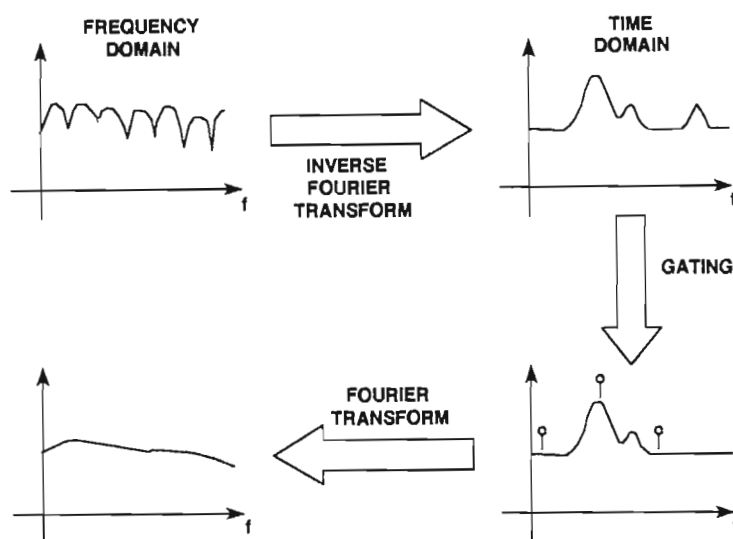 FREQUENCY
DOMAIN
TIME
DOMAIN
INVERSE
FOURIER
TRANSFORM
f
f
GATING
FOURIER
TRANSFORM
f